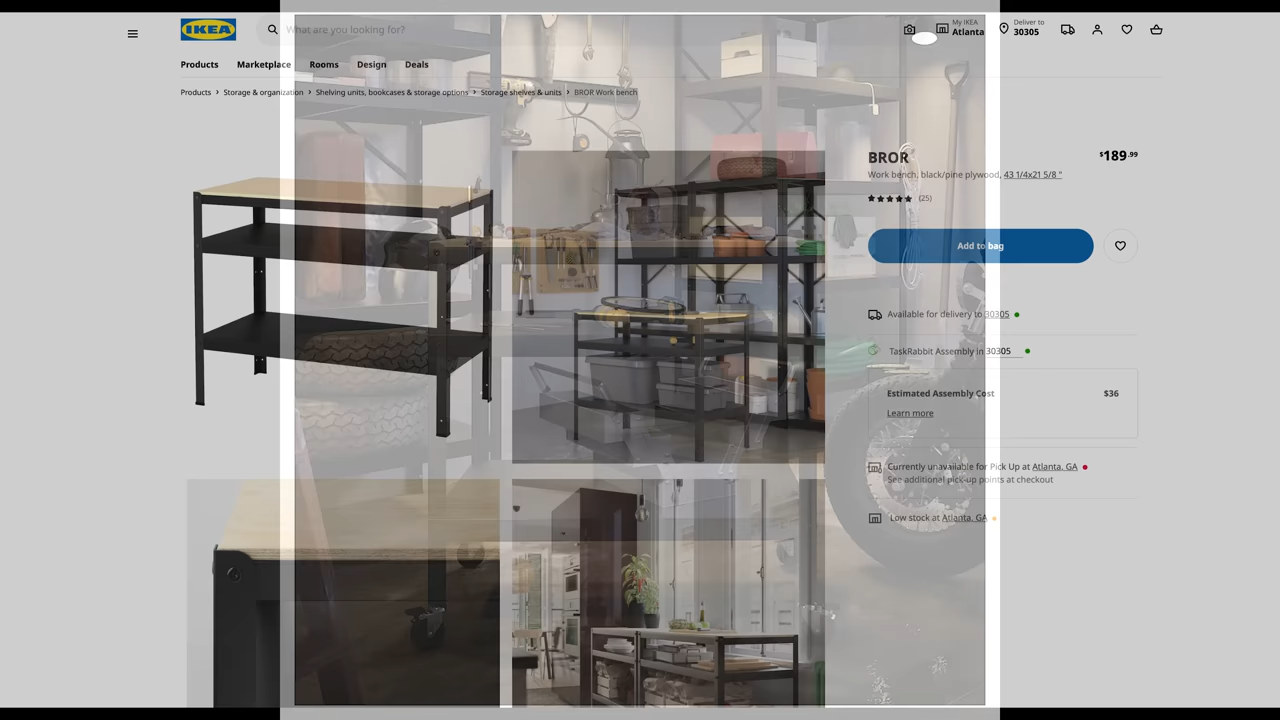 IKEA
What are you looking for?
My IKEA
Atlanta
Deliver to
30305
Products Marketplace Rooms Design Deals
Products > Storage & organization > Shelving units, bookcases & storage options > Storage shelves & units > BROR Work bench
BROR
$189.99
Work bench, black/pine plywood, 43 1/4x21 5/8 "
(25)
Add to bag
Available for delivery to 30305
TaskRabbit Assembly in 30305
Estimated Assembly Cost $36
Learn more
Currently unavailable for Pick Up at Atlanta, GA
See additional pick-up points at checkout
Low stock at Atlanta, GA